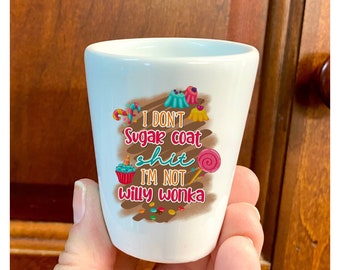 I DON'T
Sugar coat
shit
I'M NOT
Willy Wonka